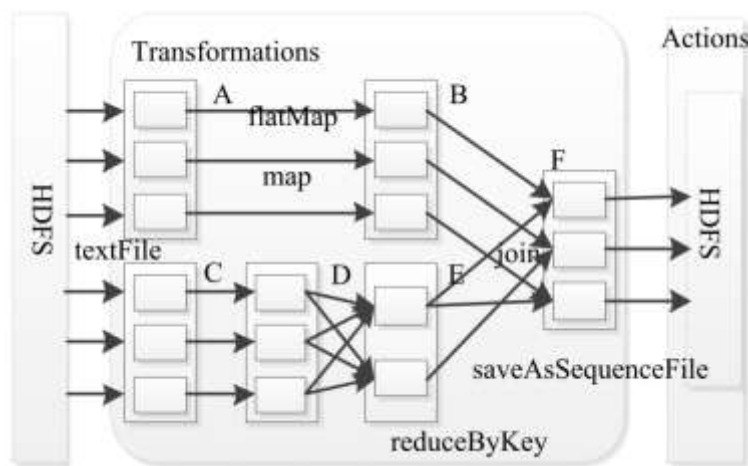 Transformations
Actions
A
B
flatMap
map
F
HDFS
HDFS
textFile
C
D
E
join
saveAsSequenceFile
reduceByKey